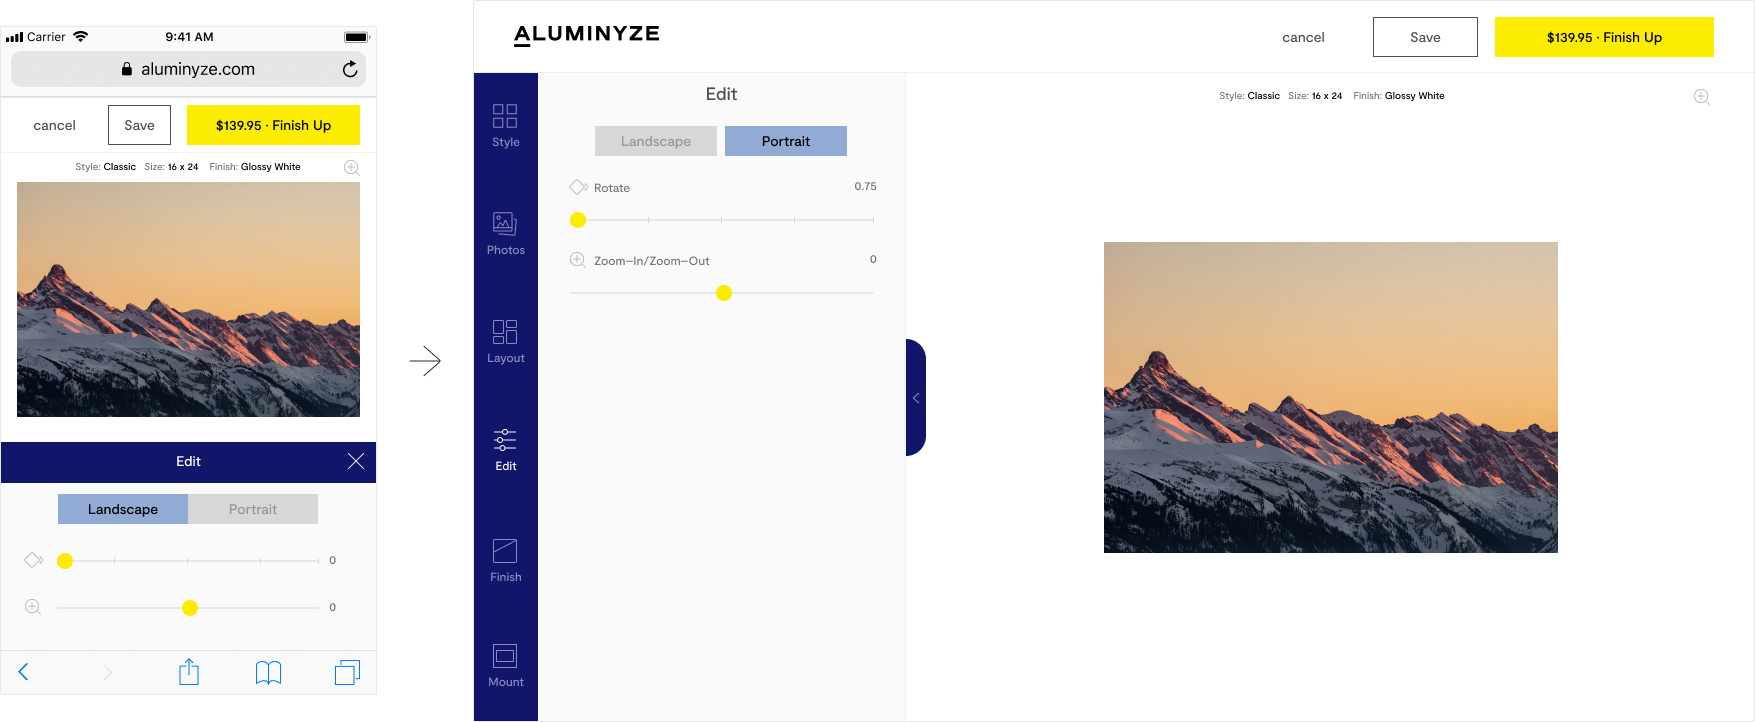 Carrier
9:41 AM
aluminyze.com
cancel
Save
$139.95 · Finish Up
Style: Classic Size: 16 x 24 Finish: Glossy White
Edit
Landscape
Portrait
0
0
ALUMINYZE
cancel
Save
$139.95 · Finish Up
Style
Photos
Layout
Edit
Finish
Mount
Edit
Landscape
Portrait
Rotate
0.75
Zoom–In/Zoom–Out
0
Style: Classic Size: 16 x 24 Finish: Glossy White